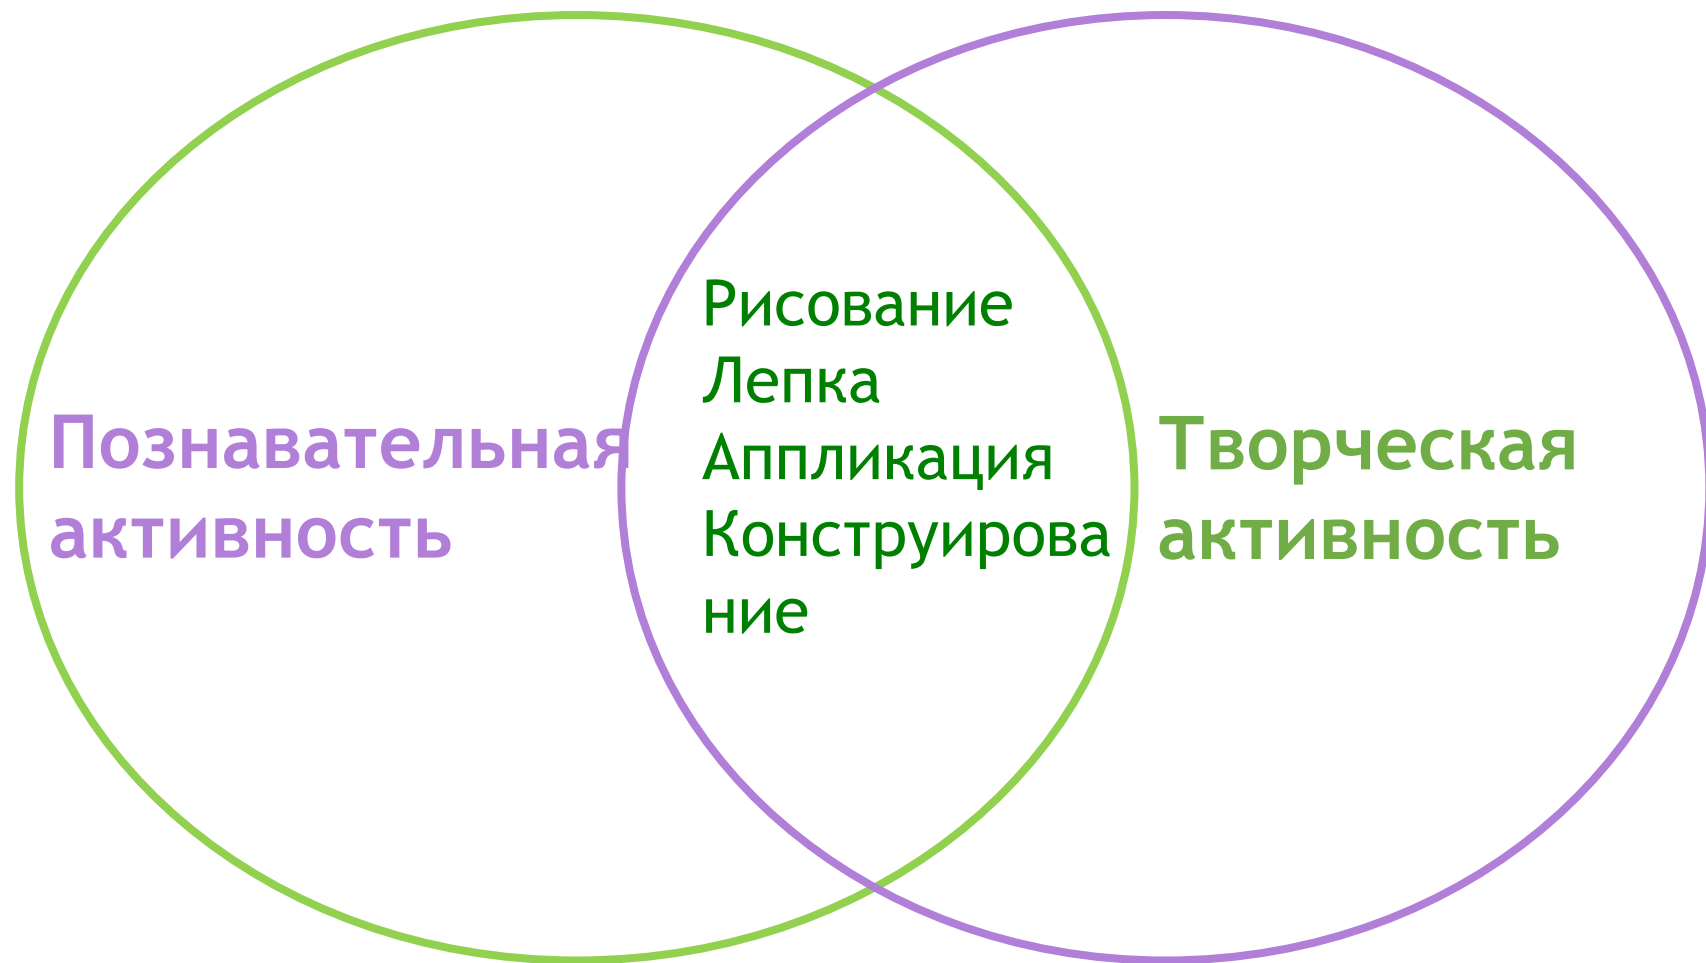 Познавательная
активность
Рисование
Лепка
Аппликация
Конструирова
ние
Творческая
активность